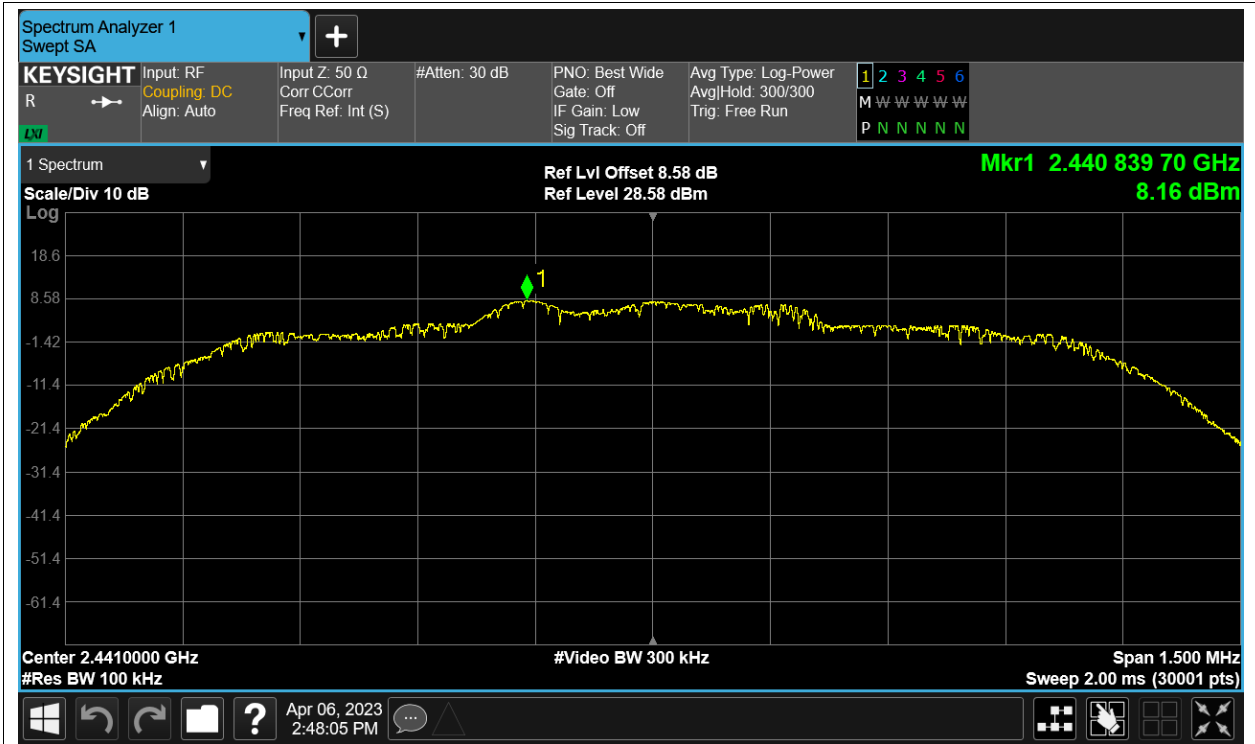 Spectrum Analyzer 1
Swept SA
KEYSIGHT
R
LXI
Input: RF
Coupling: DC
Align: Auto
Input Z: 50 Ω
Corr CCorr
Freq Ref: Int (S)
#Atten: 30 dB
PNO: Best Wide
Gate: Off
IF Gain: Low
Sig Track: Off
Avg Type: Log-Power
Avg|Hold: 300/300
Trig: Free Run
1 2 3 4 5 6
M W W W W W
P N N N N N
1 Spectrum
Scale/Div 10 dB
Log
Ref Lvl Offset 8.58 dB
Ref Level 28.58 dBm
Mkr1 2.440 839 70 GHz
8.16 dBm
18.6
1
8.58
-1.42
-11.4
-21.4
-31.4
-41.4
-51.4
-61.4
Center 2.4410000 GHz
#Video BW 300 kHz
Span 1.500 MHz
#Res BW 100 kHz
Sweep 2.00 ms (30001 pts)
?
Apr 06, 2023
2:48:05 PM